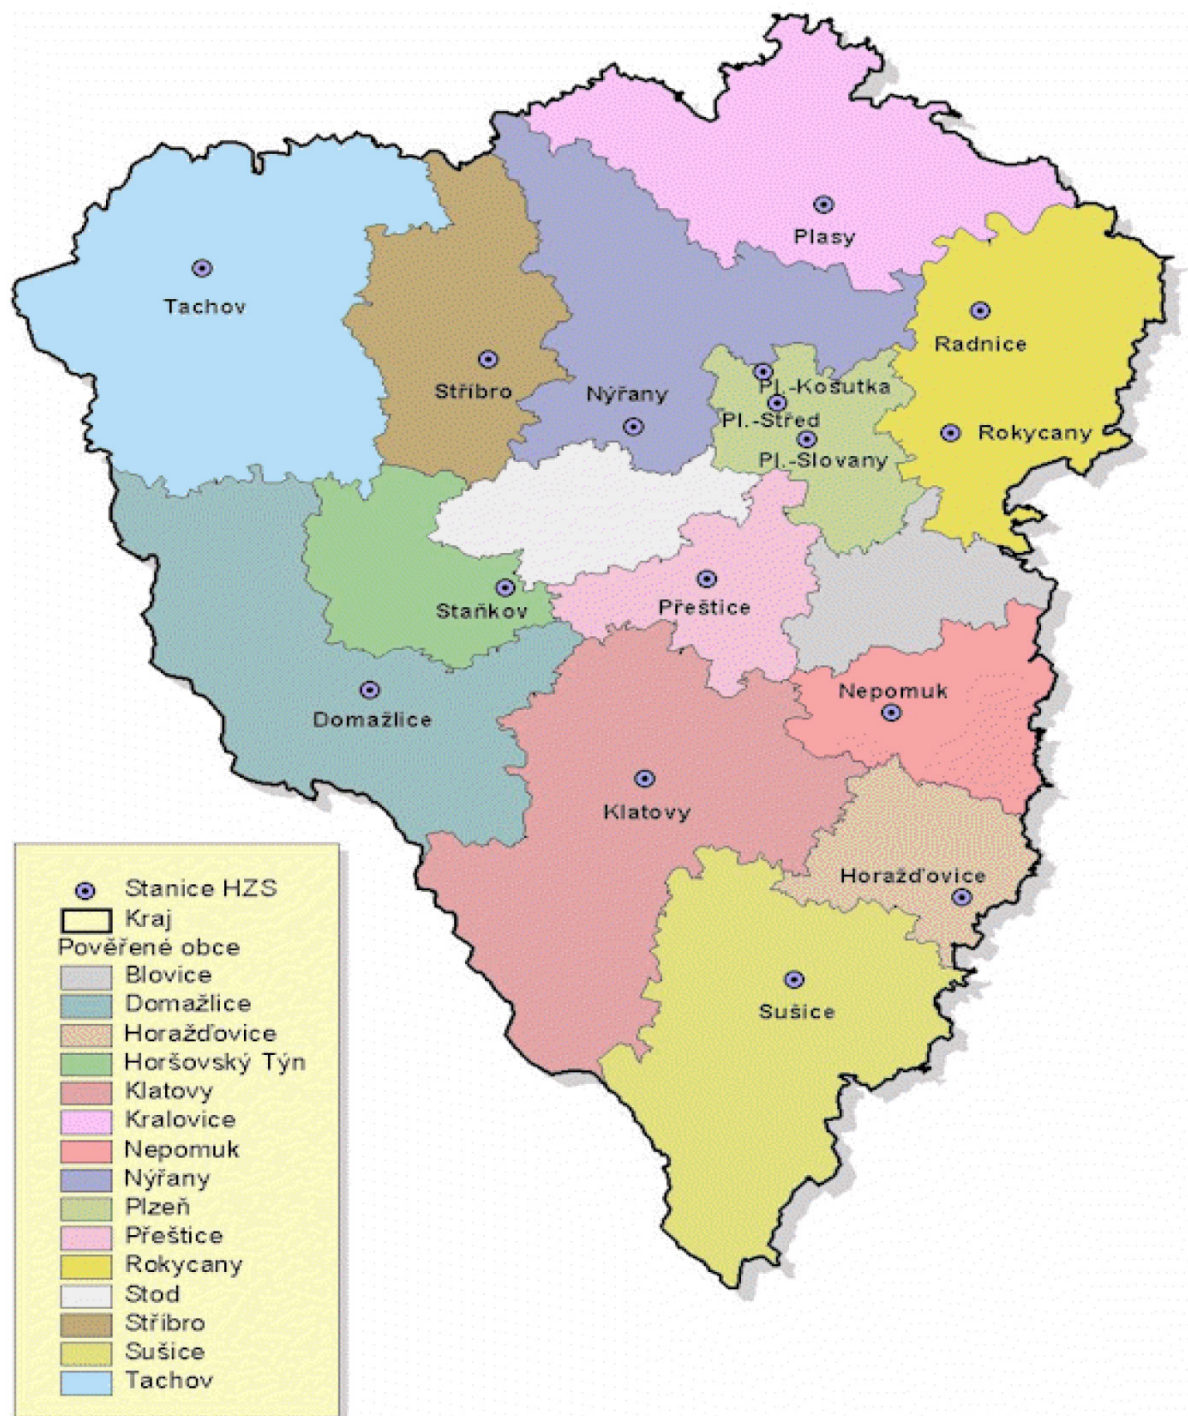 Plasy
Tachov
Radnice
Stříbro
Nýřany
Pl.-Košutka
Pl.-Střed
Rokycany
Pl.-Slovany
Staňkov
Přeštice
Nepomuk
Domažlice
Klatovy
Horažďovice
Sušice
Stanice HZS
Kraj
Pověřené obce
Blovice
Domažlice
Horažďovice
Horšovský Týn
Klatovy
Kralovice
Nepomuk
Nýřany
Plzeň
Přeštice
Rokycany
Stod
Stříbro
Sušice
Tachov